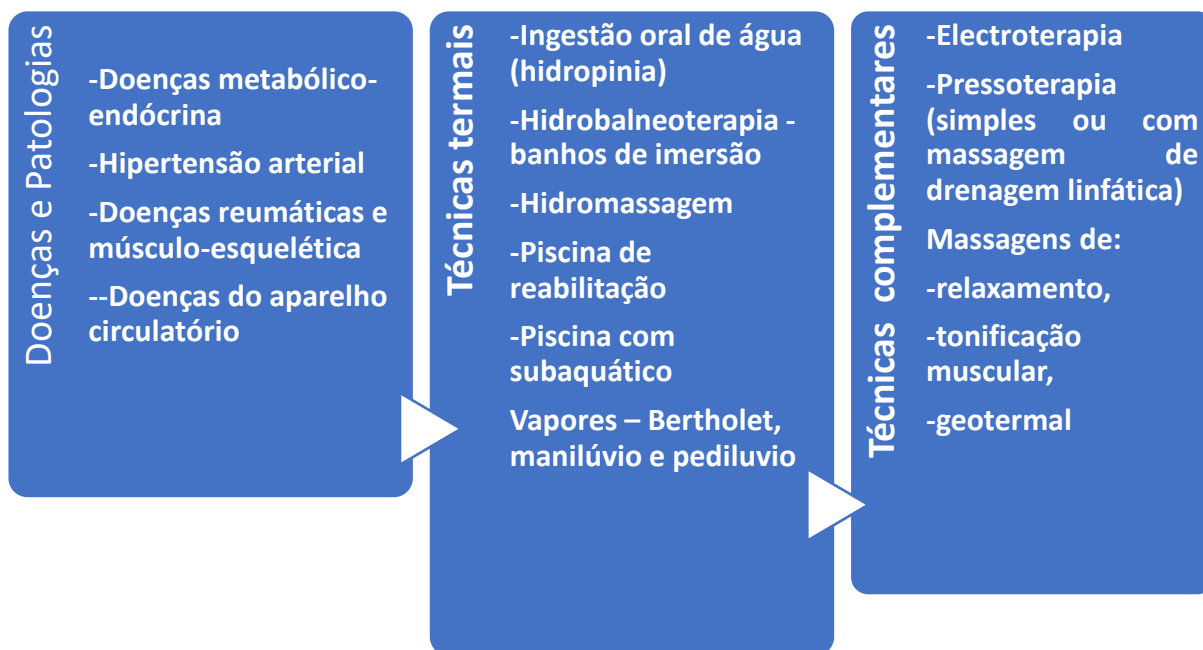 Doenças e Patologias
-Doenças metabólico-
endócrina
-Hipertensão arterial
-Doenças reumáticas e
músculo-esquelética
--Doenças do aparelho
circulatório
Técnicas termais
-Ingestão oral de água
(hidropinia)
-Hidrobalneoterapia -
banhos de imersão
-Hidromassagem
-Piscina de
reabilitação
-Piscina com
subaquático
Vapores – Bertholet,
manilúvio e pediluvio
Técnicas complementares
-Electroterapia
-Pressoterapia
(simples ou com
massagem de
drenagem linfática)
Massagens de:
-relaxamento,
-tonificação
muscular,
-geotermal